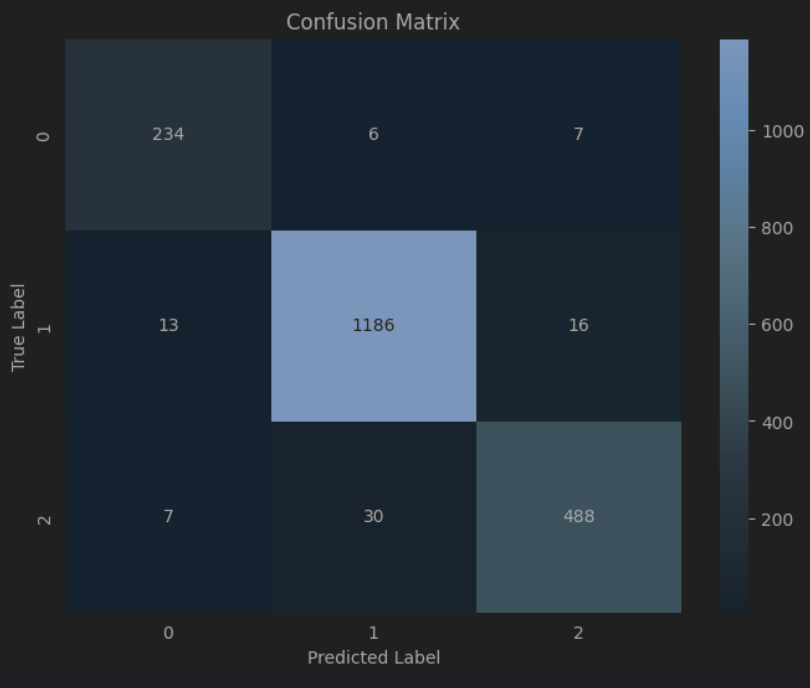 Confusion Matrix
0 234 6 7
1 13 1186 16
2 7 30 488
0 1 2
Predicted Label
True Label
1000
800
600
400
200